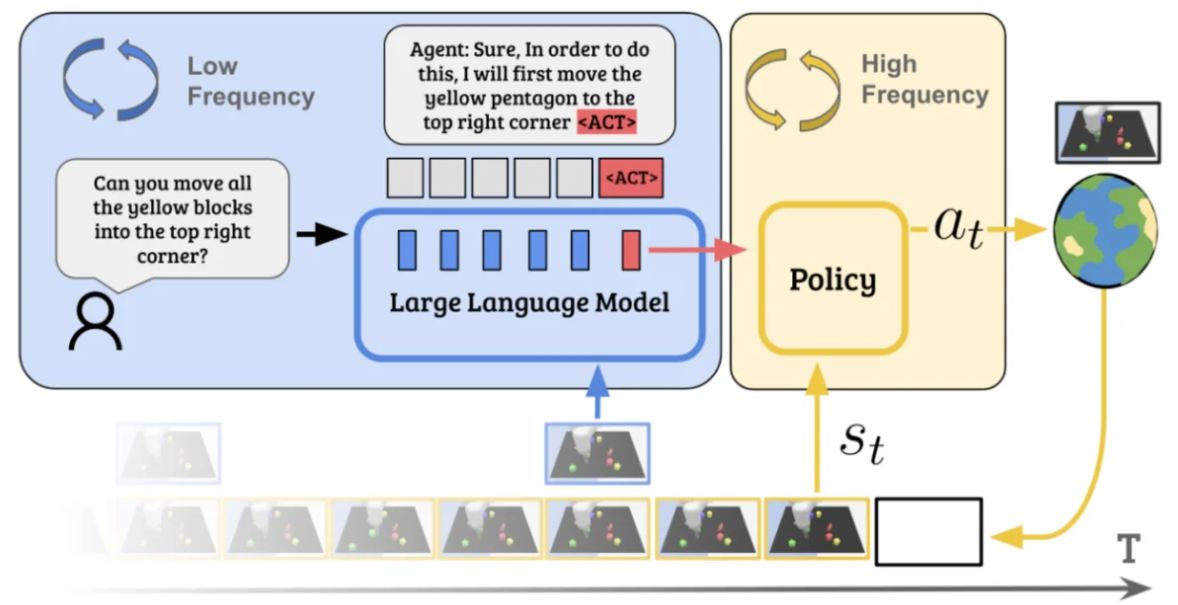 Low
Frequency
Agent: Sure, In order to do
this, I will first move the
yellow pentagon to the
top right corner <ACT>
High
Frequency
Can you move all
the yellow blocks
into the top right
corner?
<ACT>
Large Language Model
Policy
a_t
s_t
T